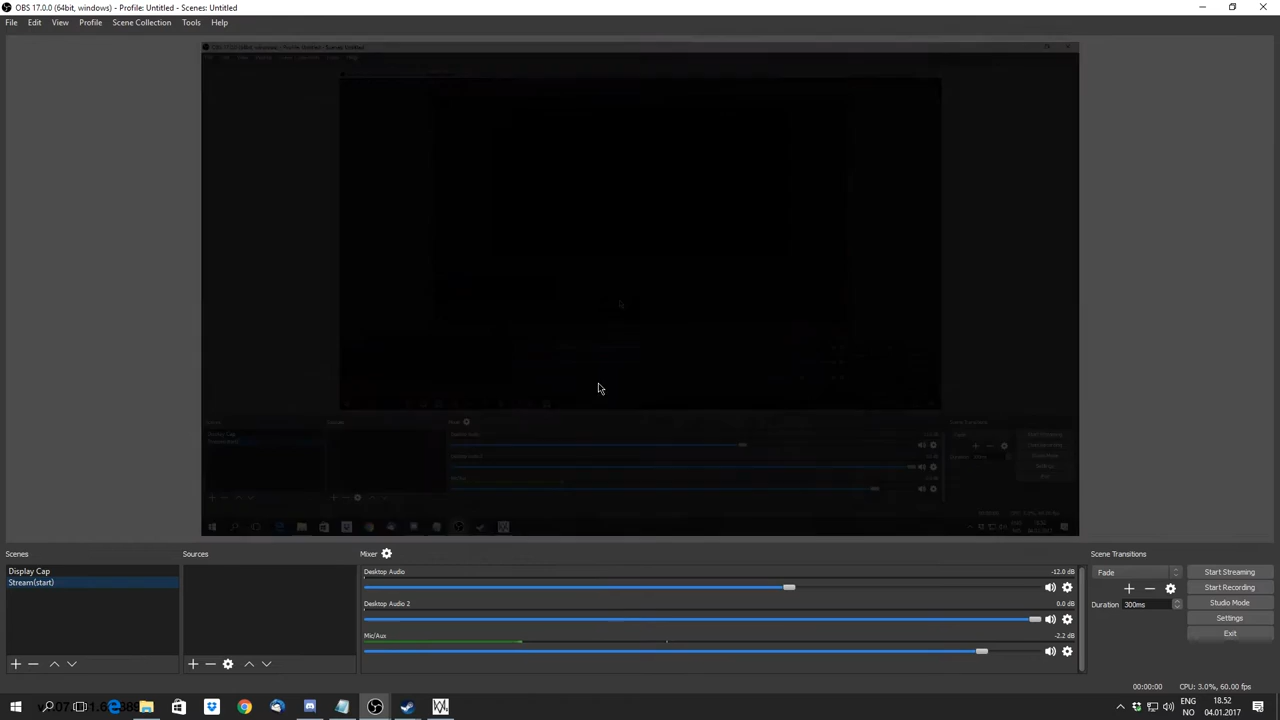 OBS 17.0.0 (64bit, windows) - Profile: Untitled - Scenes: Untitled
File Edit View Profile Scene Collection Tools Help
Scenes Sources Mixer Scene Transitions
Display Cap
Stream(start)
Desktop Audio -12.0 dB
Desktop Audio 2 0.0 dB
Mic/Aux -2.2 dB
Fade
Duration 300ms
Start Streaming
Start Recording
Studio Mode
Settings
Exit
00:00:00 CPU: 3.0%, 60.00 fps
ENG
NO
18.52
04.01.2017